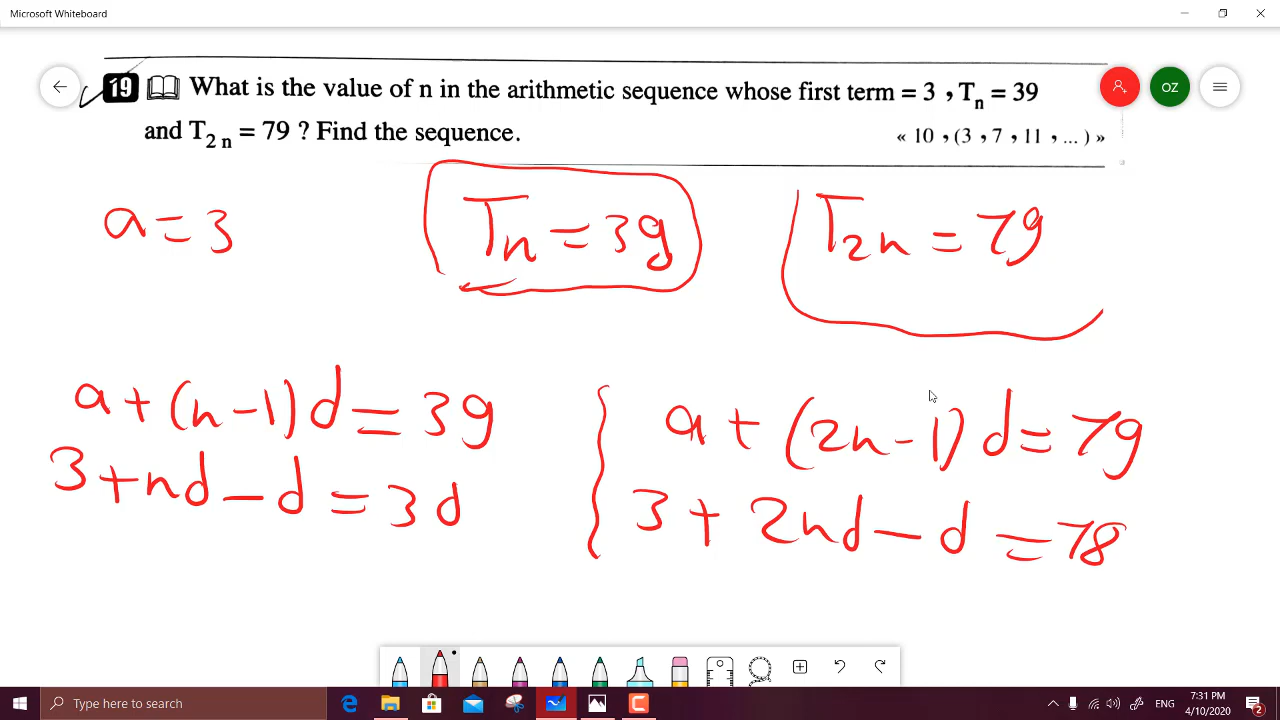 Microsoft Whiteboard
19 What is the value of n in the arithmetic sequence whose first term = 3 , Tn = 39
and T2n = 79 ? Find the sequence.
« 10 , (3 , 7 , 11 , ... ) »
OZ
a = 3
Tn = 39
T2n = 79
a + (n - 1) d = 39
a + (2n - 1) d = 79
3 + nd - d = 3d
3 + 2nd - d = 78
Type here to search
ENG
7:31 PM
4/10/2020
2